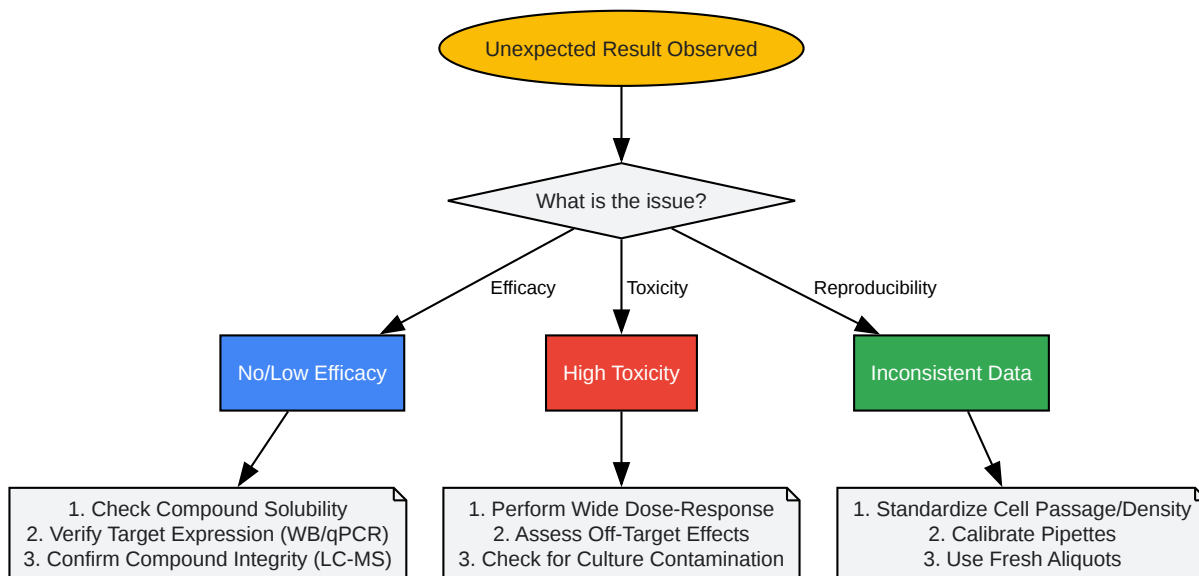 Unexpected Result Observed
What is the issue?
Efficacy
Toxicity
Reproducibility
No/Low Efficacy
High Toxicity
Inconsistent Data
1. Check Compound Solubility
2. Verify Target Expression (WB/qPCR)
3. Confirm Compound Integrity (LC-MS)
1. Perform Wide Dose-Response
2. Assess Off-Target Effects
3. Check for Culture Contamination
1. Standardize Cell Passage/Density
2. Calibrate Pipettes
3. Use Fresh Aliquots